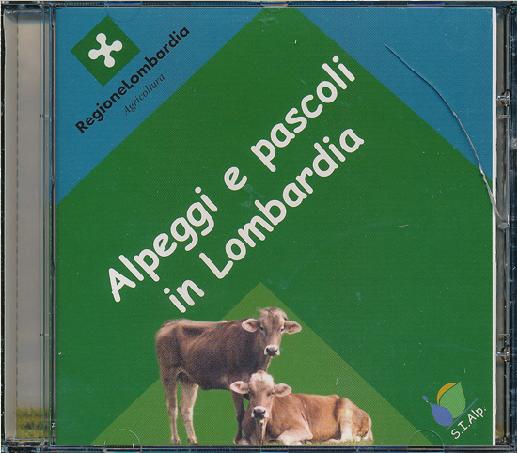 RegioneLombardia
Agricoltura
Alpeggi e pascoli
in Lombardia
S.I.Alp.